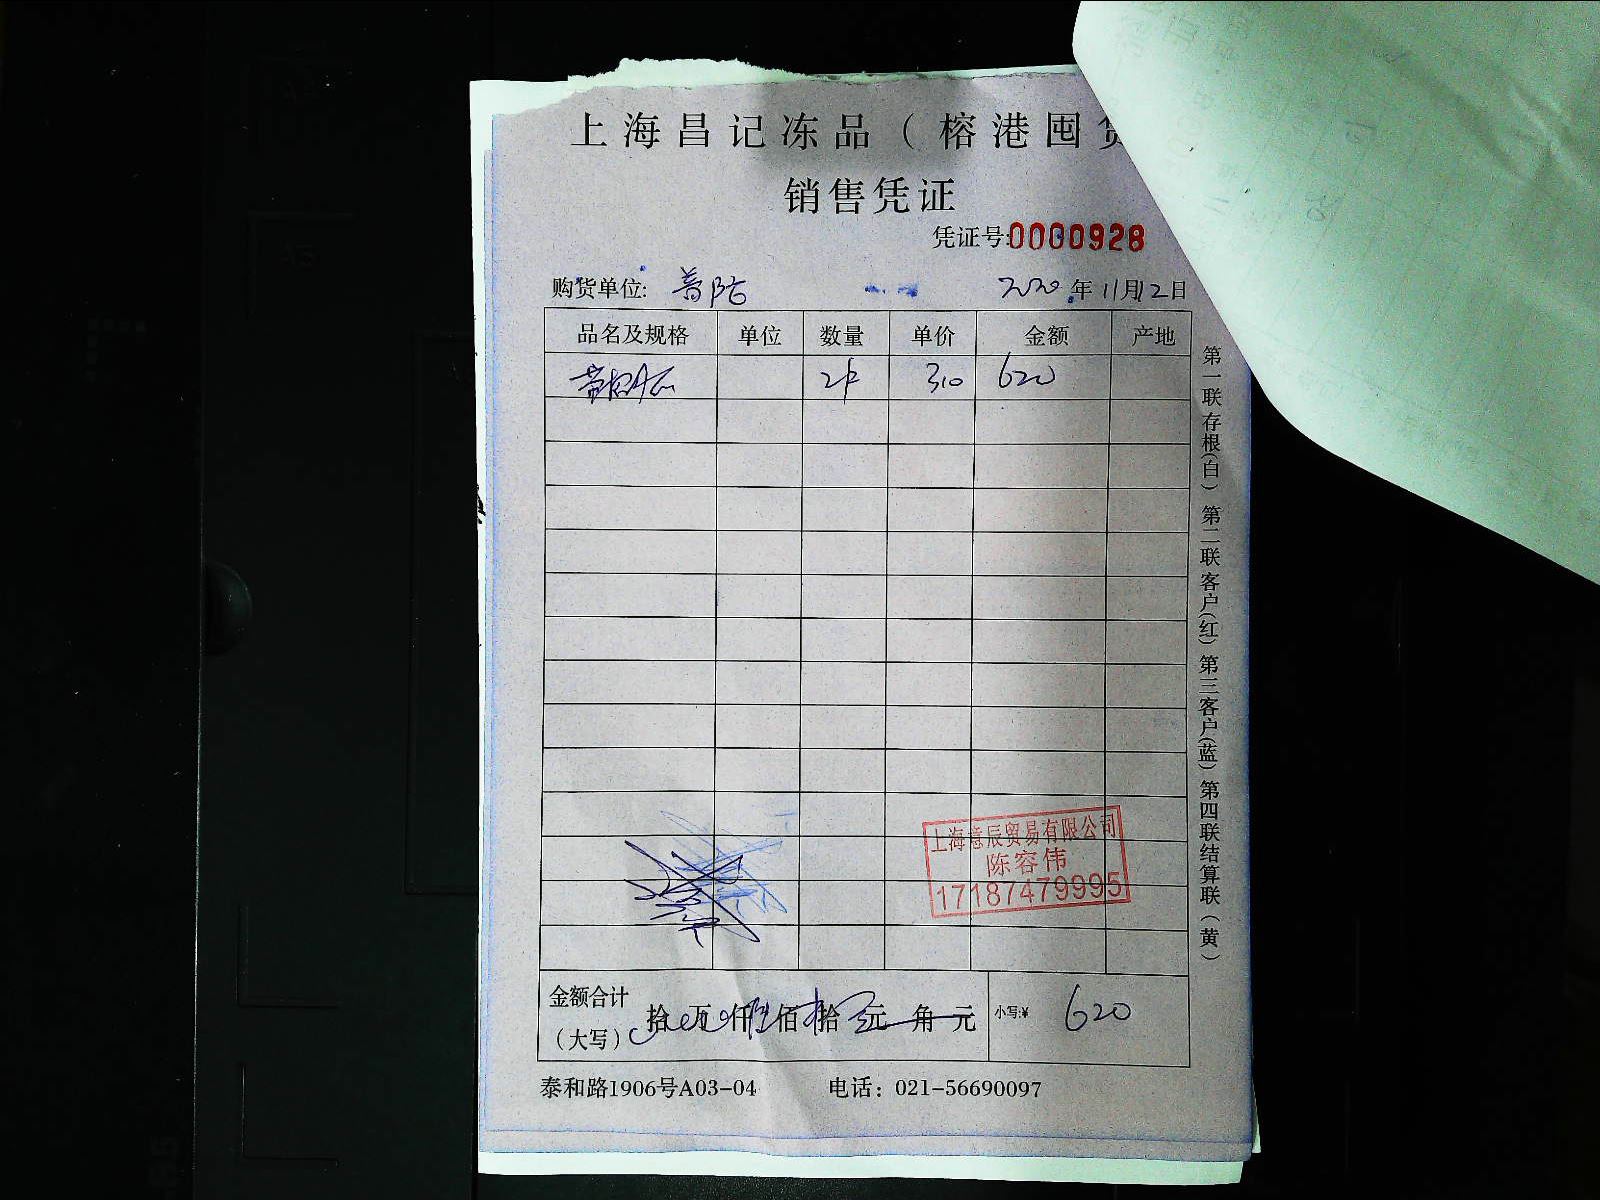 上海昌记冻品（榕港囤货
销售凭证
凭证号:0000928
购货单位: 普陀 2020年11月12日
品名及规格 单位 数量 单价 金额 产地
2件 310 620
上海意辰贸易有限公司
陈容伟
17187479995
金额合计（大写） 拾万仟佰拾元角元 小写:¥ 620
泰和路1906号A03-04 电话：021-56690097
第一联存根(白) 第二联客户(红) 第三客户(蓝) 第四联结算联(黄)